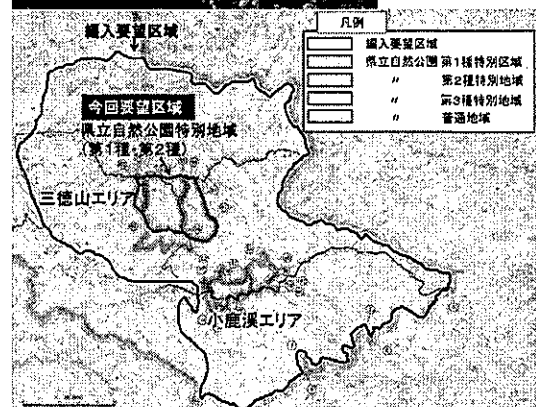 凡例
編入要望区域
県立自然公園 第1種特別区域
〃 第2種特別地域
〃 第3種特別地域
〃 普通地域
編入要望区域
今回要望区域
県立自然公園特別地域
(第1種・第2種)
三徳山エリア
小鹿渓エリア